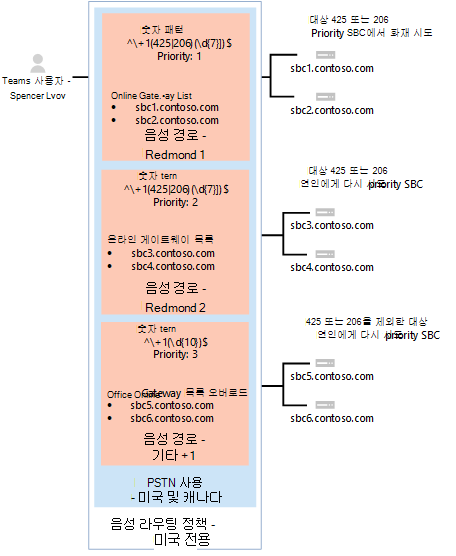 숫자 패턴
^\+1(425|206)(\d{7})$
Priority: 1
Online Gate.
ay List
• sbc1.contoso.com
• sbc2.contoso.com
음성 경로 -
Redmond 1
숫자 tern
^\+1(425|206)(\d{7})$
Priority: 2
온라인 게이트웨이 목록
• sbc3.contoso.com
• sbc4.contoso.com
음성 경로 -
Redmond 2
숫자 tern
^\+1(\d{10})$
Priority: 3
Office Online
Gateway 목록 오버로드
• sbc5.contoso.com
• sbc6.contoso.com
음성 경로 -
기타 +1
PSTN 사용
- 미국 및 캐나다
음성 라우팅 정책 -
미국 전용
Teams 사용자 -
Spencer Lvov
대상 425 또는 206
Priority SBC에서 화재 시도
sbc1.contoso.com
sbc2.contoso.com
대상 425 또는 206
연인에게 다시 시도
priority SBC
sbc3.contoso.com
sbc4.contoso.com
425 또는 206를 제외한 대상
연인에게 다시 시도
priority SBC
sbc5.contoso.com
sbc6.contoso.com